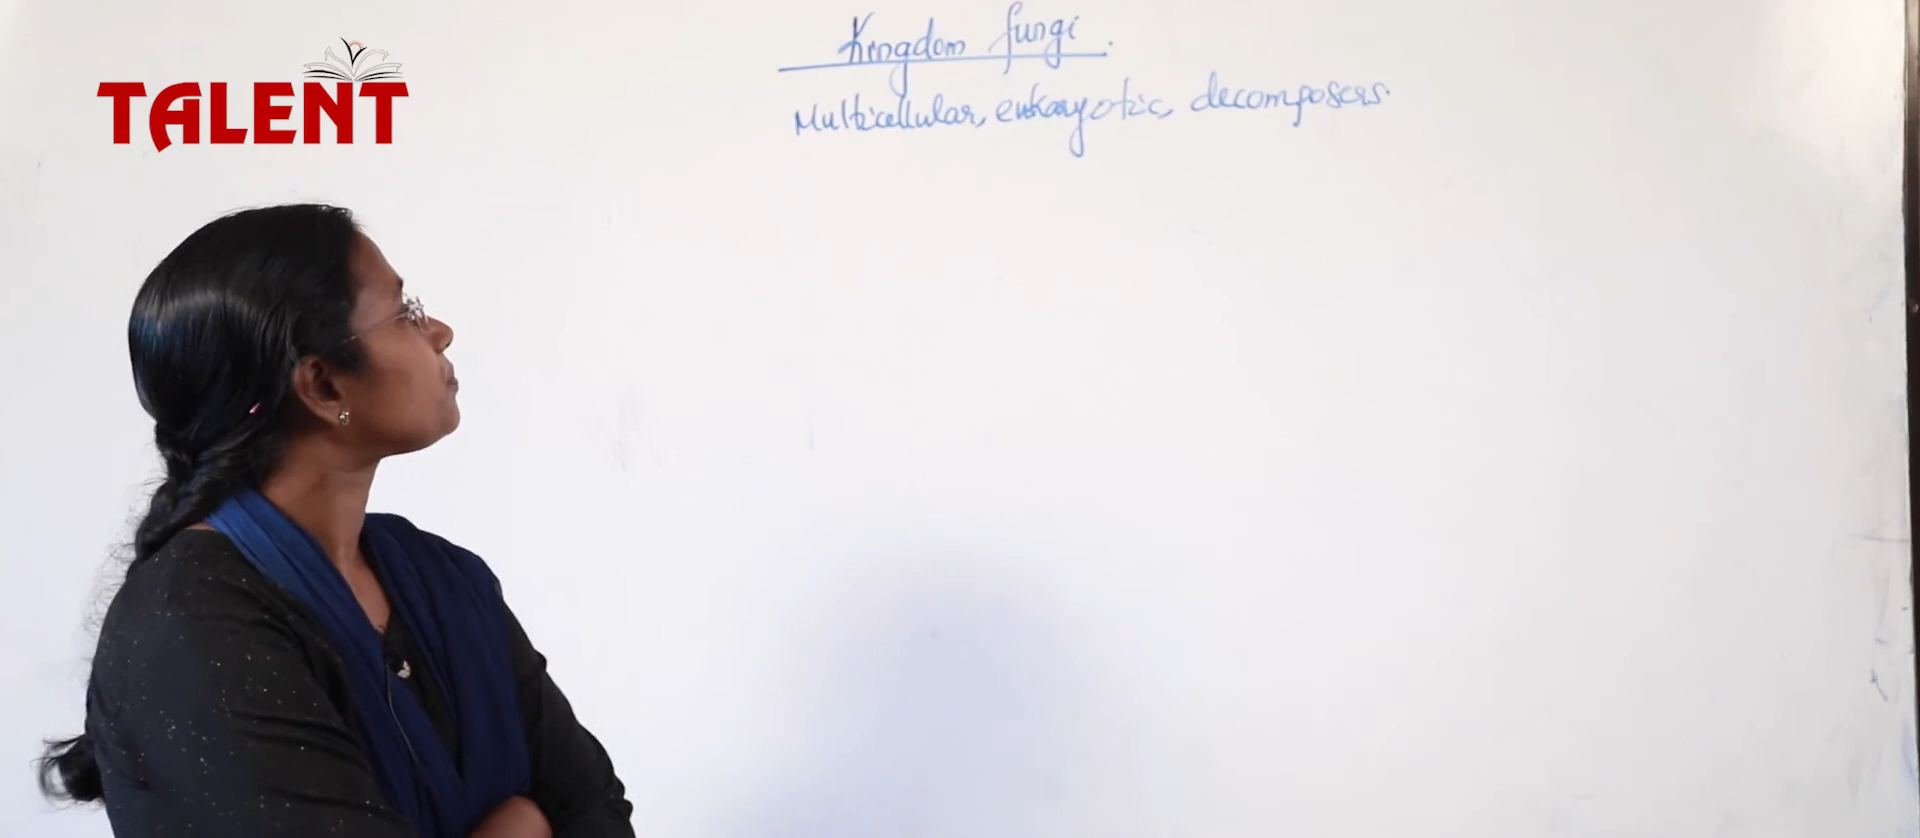 TALENT
Kingdom fungi.
Multicellular, eukaryotic, decomposers.